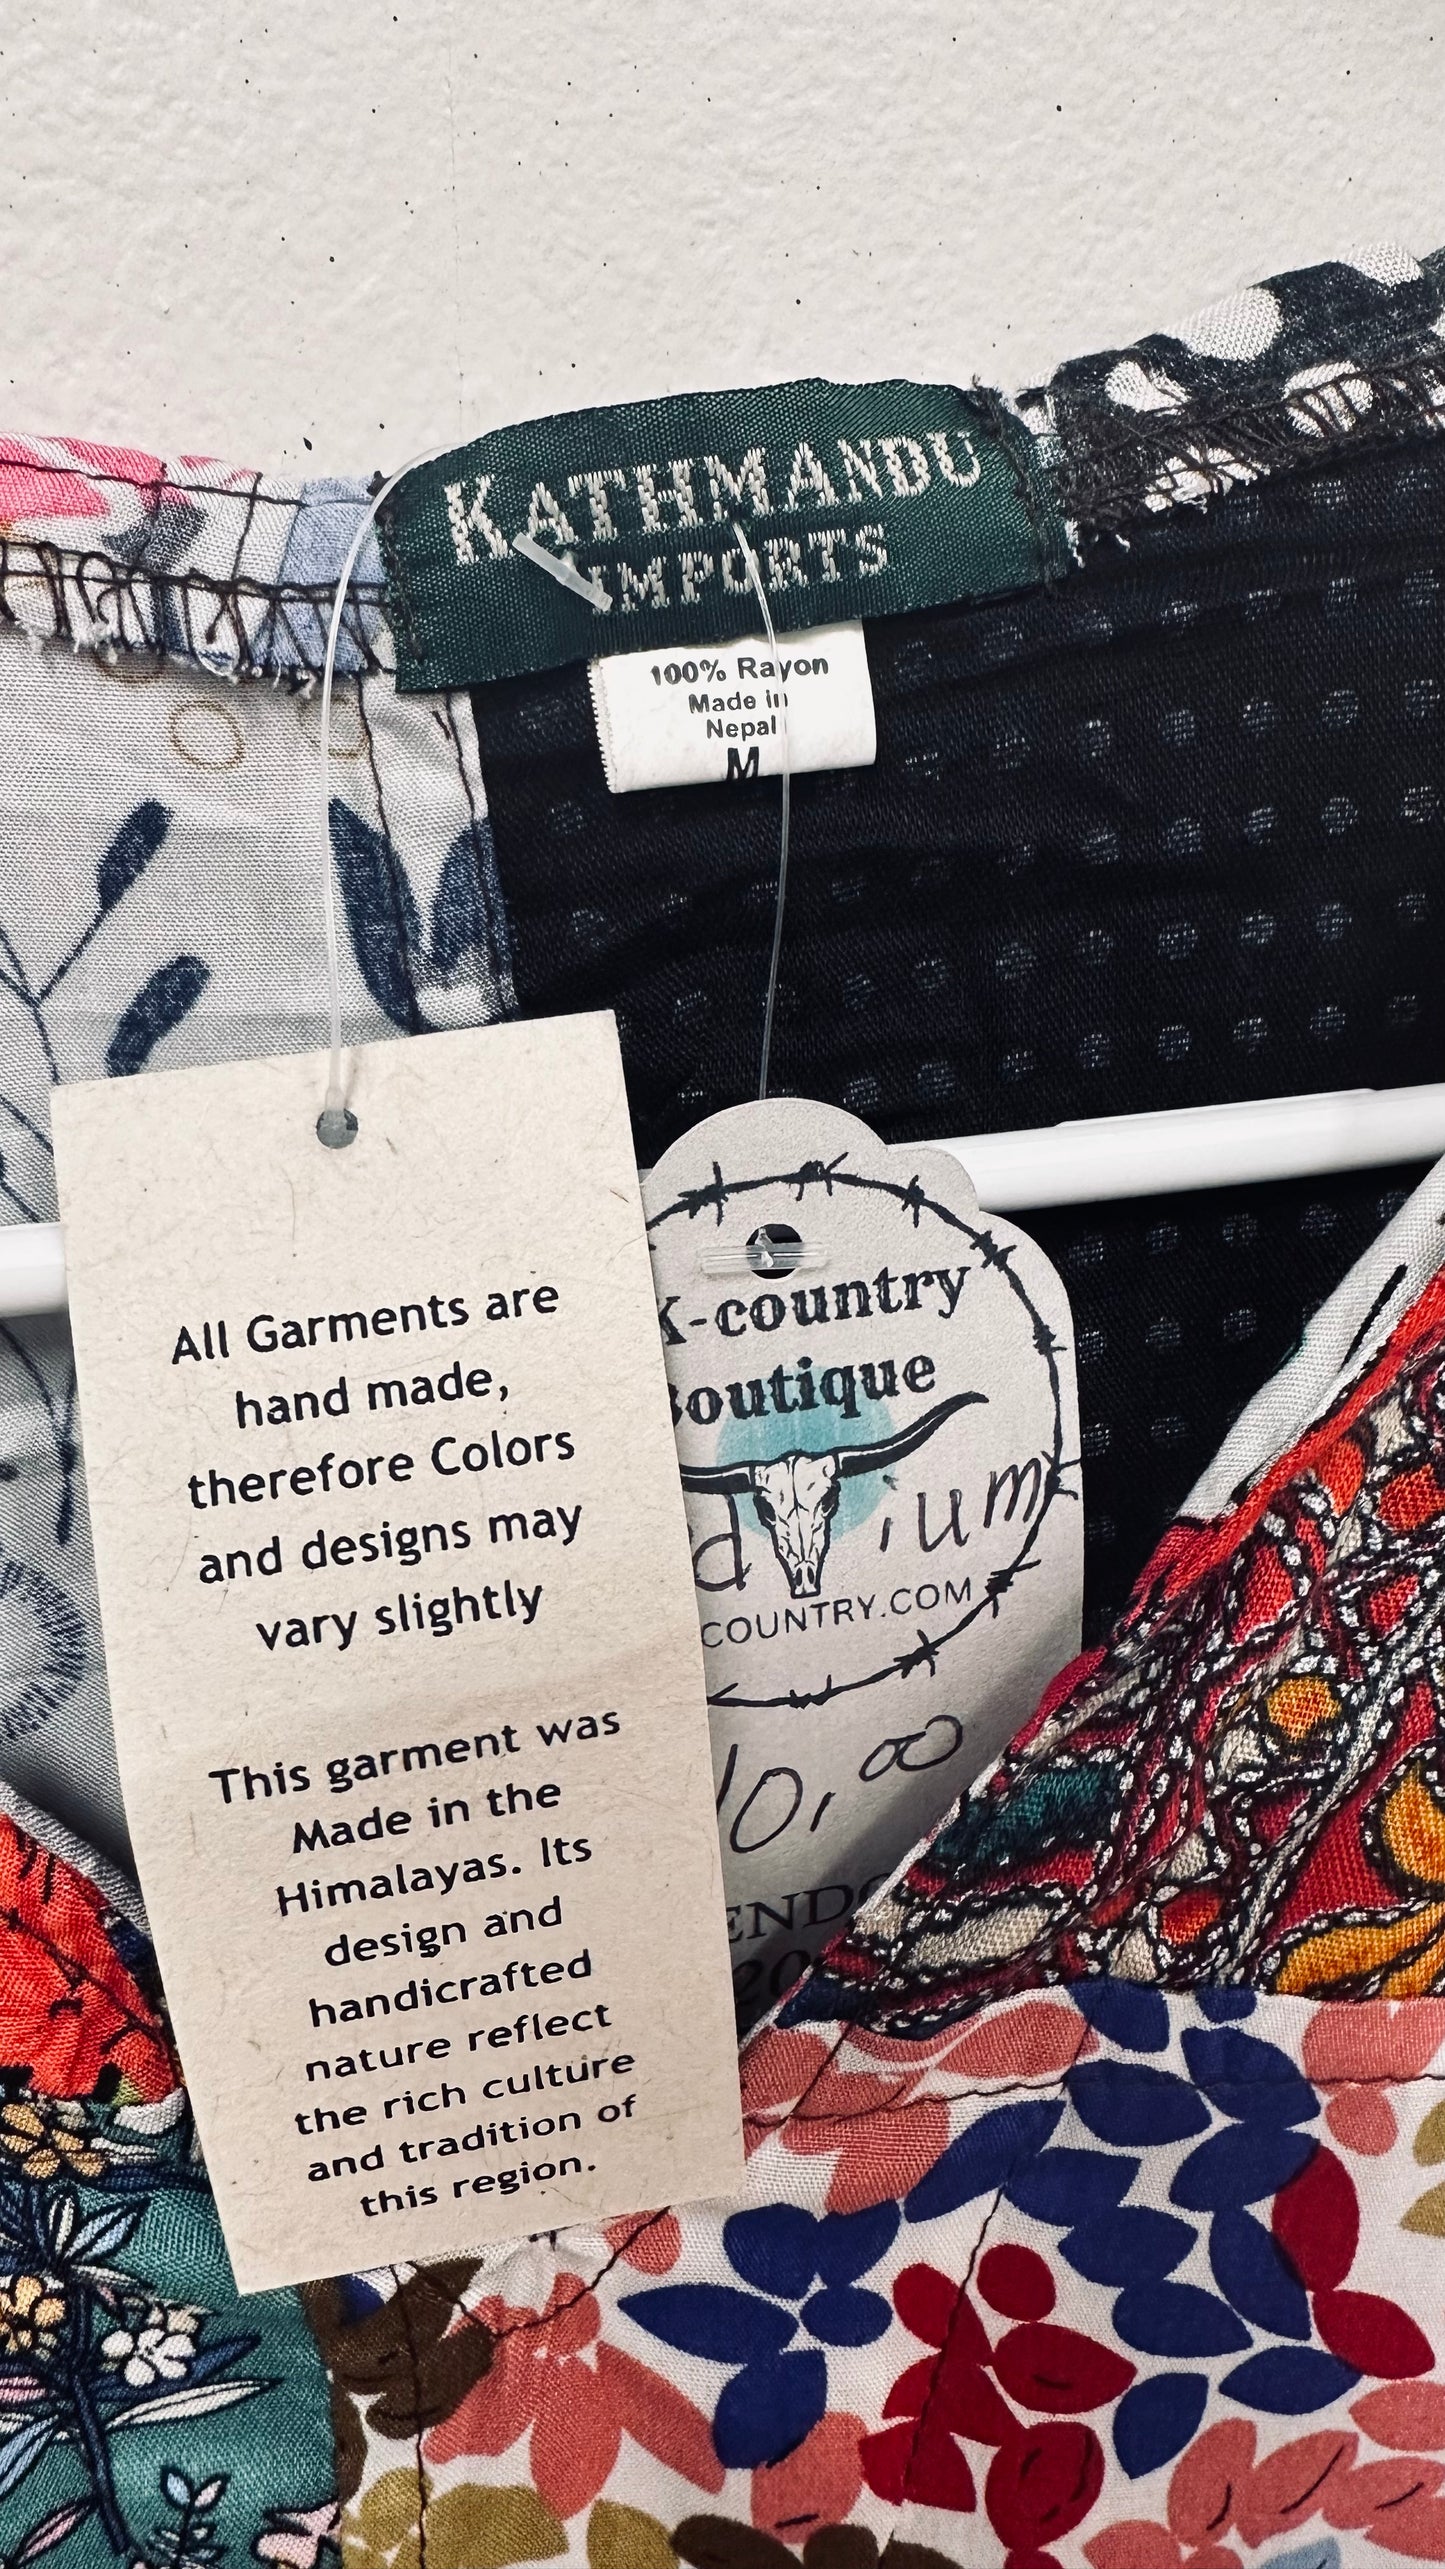 KATHMANDU
IMPORTS
100% Rayon
Made in
Nepal
M
All Garments are
hand made,
therefore Colors
and designs may
vary slightly
This garment was
Made in the
Himalayas. Its
design and
handicrafted
nature reflect
the rich culture
and tradition of
this region.
K-country
Boutique
COUNTRY.COM